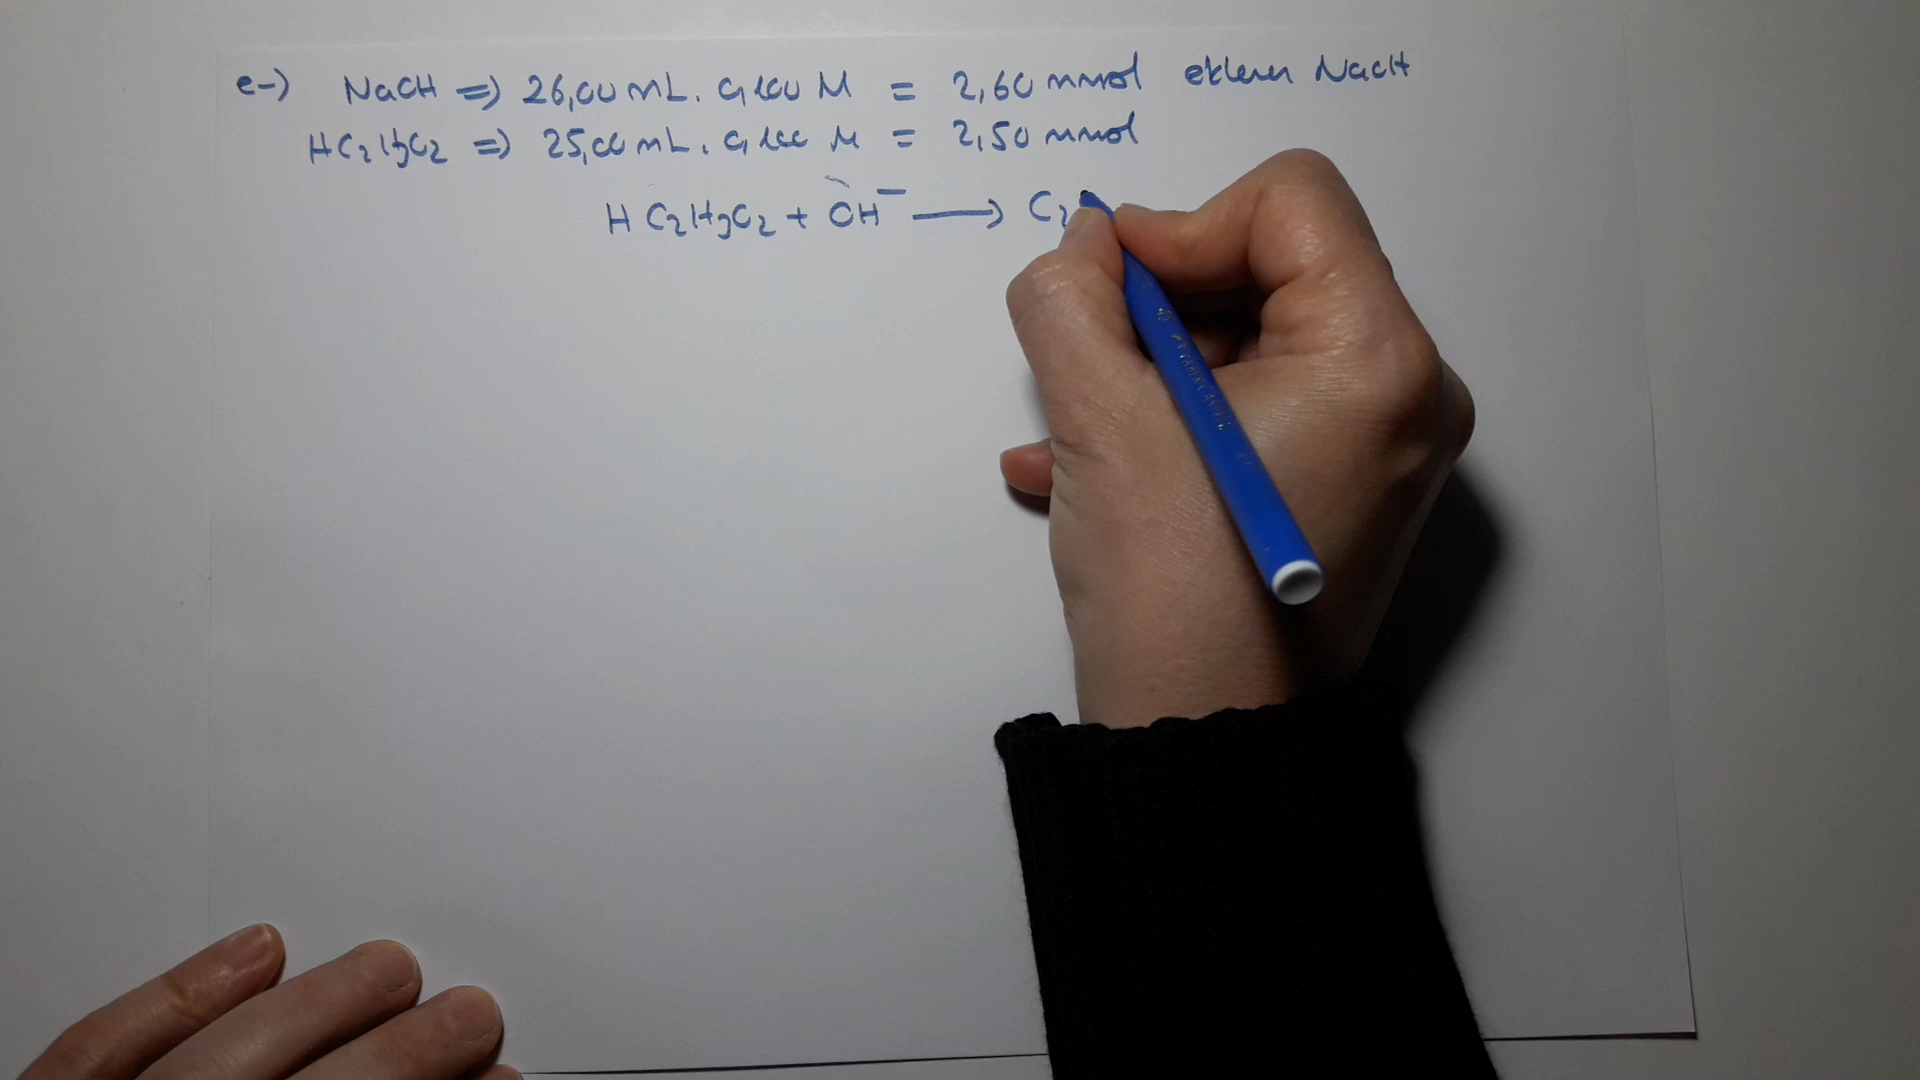 e-) NaOH => 26,00 mL . 0,100 M = 2,60 mmol eklenen NaOH
HC₂H₃O₂ => 25,00 mL . 0,100 M = 2,50 mmol
HC₂H₃O₂ + OH⁻ → C₂